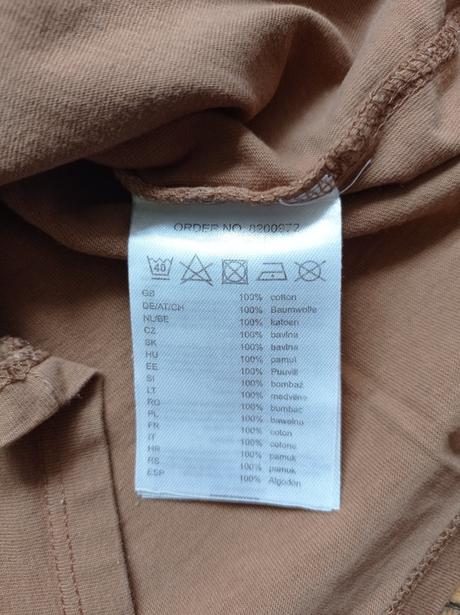 ORDER NO. 8200972
40
GB 100% cotton
DE/AT/CH 100% Baumwolle
NL/BE 100% katoen
CZ 100% bavlna
SK 100% bavlna
HU 100% pamut
EE 100% Puuvill
SI 100% bombaž
LT 100% medvėlnė
RO 100% bumbac
PL 100% bawełna
FR 100% coton
IT 100% cotone
HR 100% pamuk
RS 100% pamuk
ESP 100% Algodón